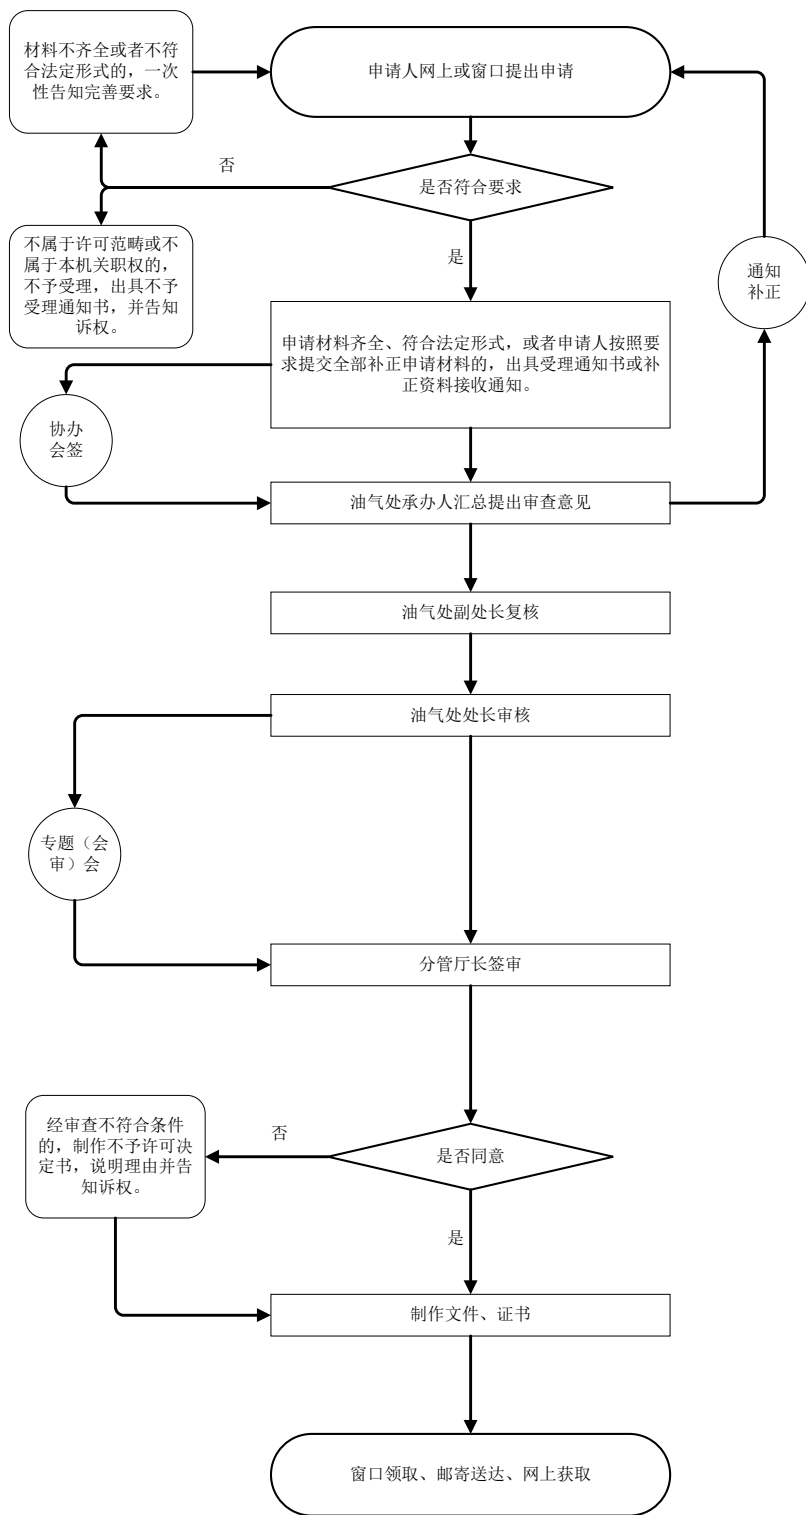 材料不齐全或者不符
合法定形式的，一次
性告知完善要求。
申请人网上或窗口提出申请
否
是否符合要求
不属于许可范畴或不
属于本机关职权的，
不予受理，出具不予
受理通知书，并告知
诉权。
是
通知
补正
申请材料齐全、符合法定形式，或者申请人按照要
求提交全部补正申请材料的，出具受理通知书或补
正资料接收通知。
协办
会签
油气处承办人汇总提出审查意见
油气处副处长复核
油气处处长审核
专题（会
审）会
分管厅长签审
经审查不符合条件
的，制作不予许可决
定书，说明理由并告
知诉权。
否
是否同意
是
制作文件、证书
窗口领取、邮寄送达、网上获取